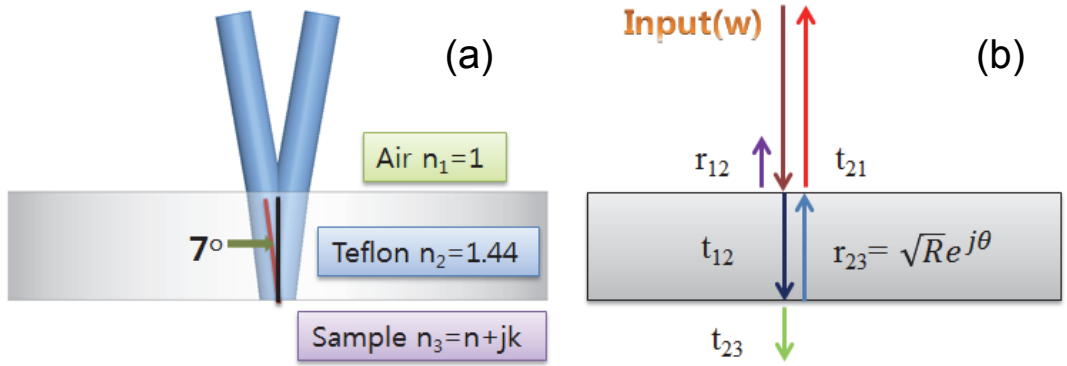 (a)
Air n₁=1
7°
Teflon n₂=1.44
Sample n₃=n+jk
Input(w)
(b)
r₁₂
t₂₁
t₁₂
r₂₃= √R e^{jθ}
t₂₃